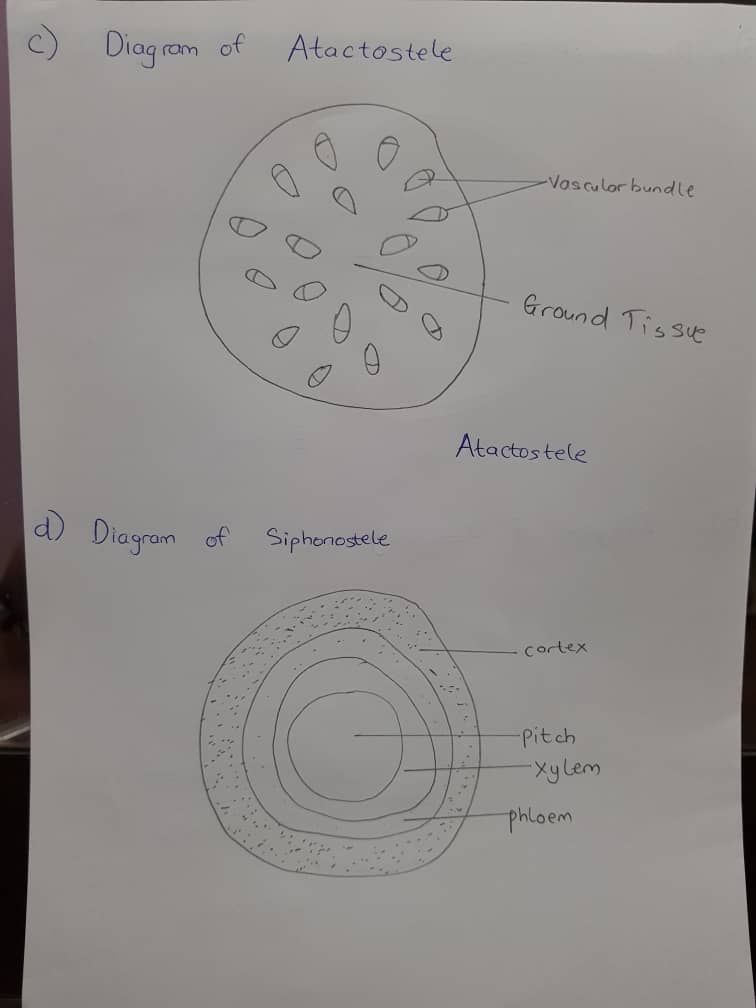 c) Diagram of Atactostele
Vascular bundle
Ground Tissue
Atactostele
d) Diagram of Siphonostele
cortex
pitch
xylem
phloem